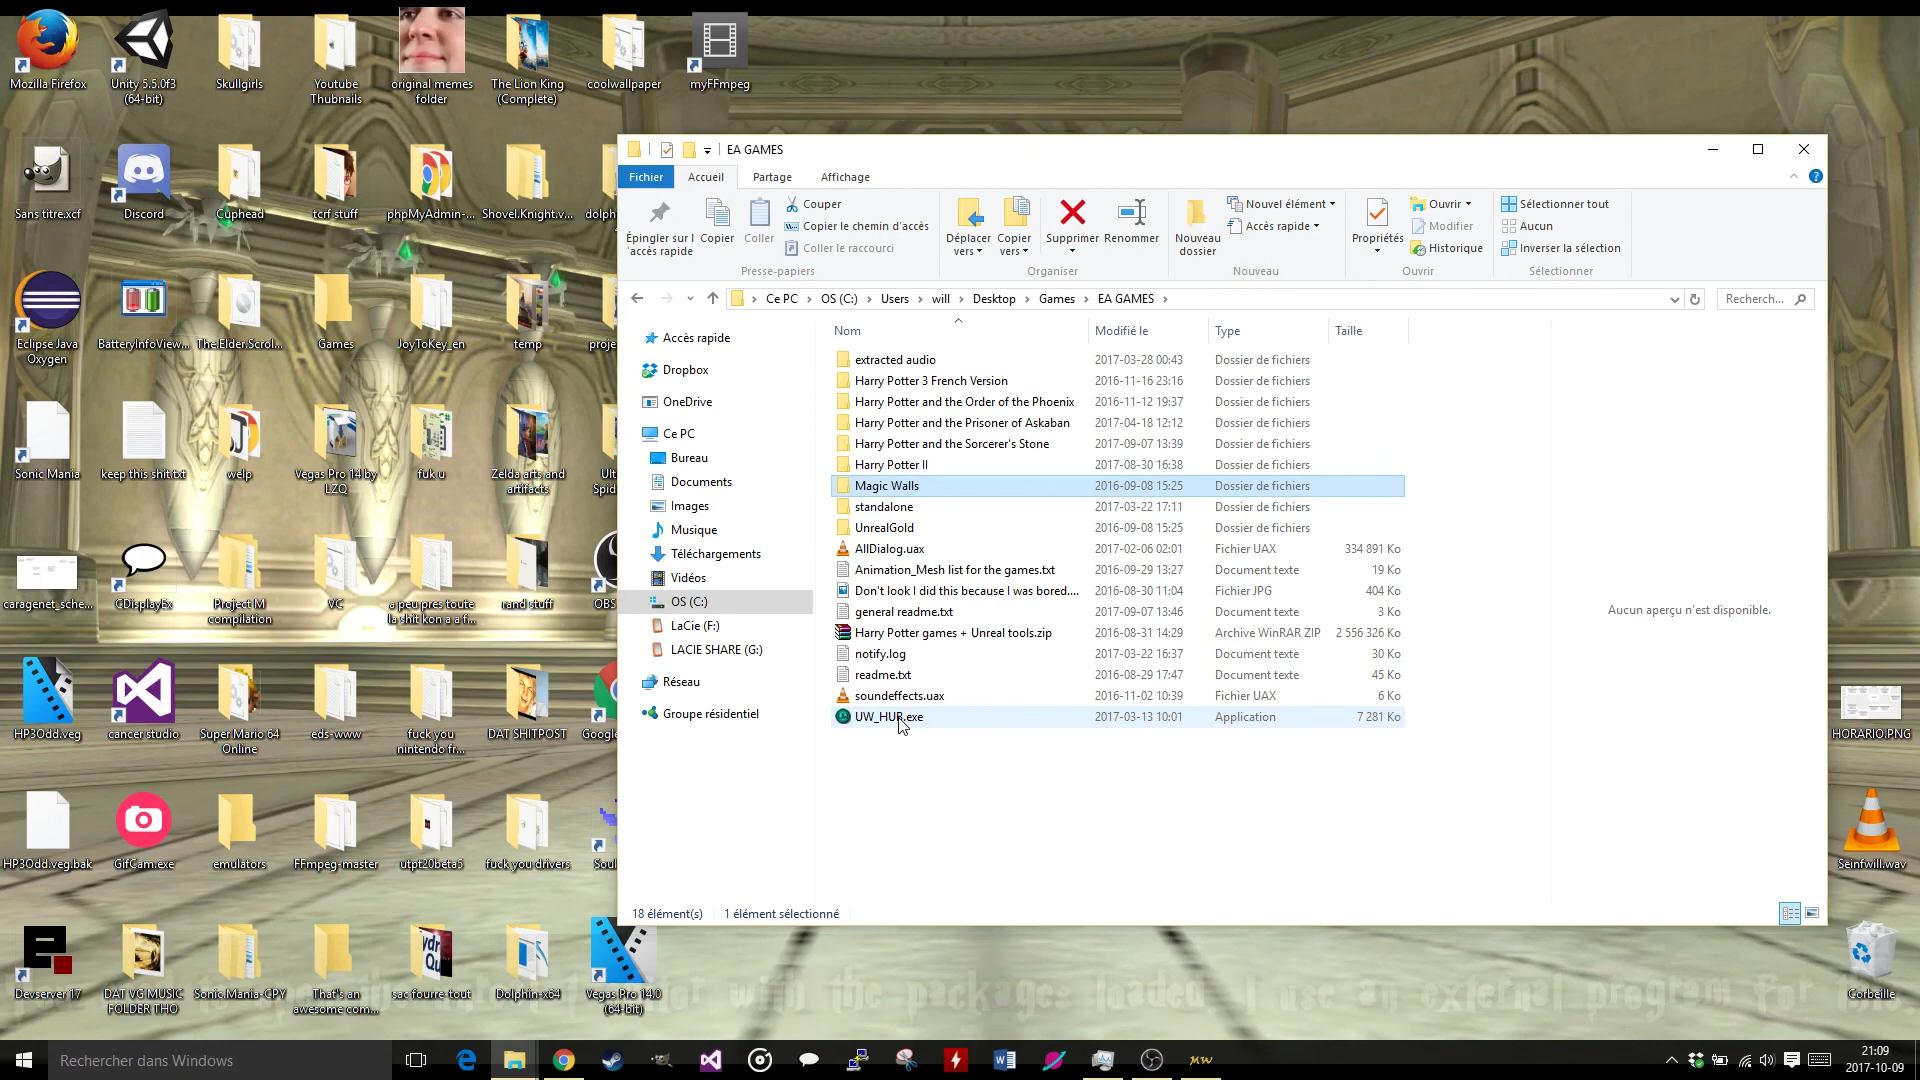 Mozilla Firefox
Unity 5.5.0f3
(64-bit)
Skullgirls
Youtube
Thubnails
original memes
folder
The Lion King
(Complete)
coolwallpaper
myFFmpeg
Sans titre.xcf
Discord
Cuphead
tcrf stuff
phpMyAdmin-...
Shovel.Knight.v...
dolph
Eclipse Java
Oxygen
BatteryInfoView...
The.Elder.Scrol...
Games
JoyToKey_en
temp
proje
Sonic Mania
keep this shit.txt
welp
Vegas Pro 14 by
LZQ
fuk u
Zelda arts and
artifacts
Ult
Spid
caragenet_sche...
CDisplayEx
Project M
compilation
VC
a peu pres toute
la shit kon a a f...
rand stuff
OBS
HP3Odd.veg
cancer studio
Super Mario 64
Online
eds-www
fuck you
nintendo fr...
DAT SHITPOST
Google
HP3Odd.veg.bak
GifCam.exe
emulators
FFmpeg-master
utpt20beta5
fuck you drivers
Soul
Devserver 17
DAT VG MUSIC
FOLDER THO
Sonic.Mania-CPY
That's an
awesome com...
sac fourre-tout
Dolphin-x64
Vegas Pro 14.0
(64-bit)
EA GAMES
Fichier
Accueil
Partage
Affichage
Épingler sur l
'accès rapide
Copier
Coller
Couper
Copier le chemin d'accès
Coller le raccourci
Presse-papiers
Déplacer
vers
Copier
vers
Supprimer
Renommer
Organiser
Nouveau
dossier
Nouvel élément
Accès rapide
Nouveau
Propriétés
Ouvrir
Modifier
Historique
Ouvrir
Sélectionner tout
Aucun
Inverser la sélection
Sélectionner
Ce PC > OS (C:) > Users > will > Desktop > Games > EA GAMES >
Recherch...
Accès rapide
Dropbox
OneDrive
Ce PC
Bureau
Documents
Images
Musique
Téléchargements
Vidéos
OS (C:)
LaCie (F:)
LACIE SHARE (G:)
Réseau
Groupe résidentiel
Nom Modifié le Type Taille
extracted audio 2017-03-28 00:43 Dossier de fichiers
Harry Potter 3 French Version 2016-11-16 23:16 Dossier de fichiers
Harry Potter and the Order of the Phoenix 2016-11-12 19:37 Dossier de fichiers
Harry Potter and the Prisoner of Askaban 2017-04-18 12:12 Dossier de fichiers
Harry Potter and the Sorcerer's Stone 2017-09-07 13:39 Dossier de fichiers
Harry Potter II 2017-08-30 16:38 Dossier de fichiers
Magic Walls 2016-09-08 15:25 Dossier de fichiers
standalone 2017-03-22 17:11 Dossier de fichiers
UnrealGold 2016-09-08 15:25 Dossier de fichiers
AllDialog.uax 2017-02-06 02:01 Fichier UAX 334 891 Ko
Animation_Mesh list for the games.txt 2016-09-29 13:27 Document texte 19 Ko
Don't look I did this because I was bored.... 2016-08-30 11:04 Fichier JPG 404 Ko
general readme.txt 2017-09-07 13:46 Document texte 3 Ko
Harry Potter games + Unreal tools.zip 2016-08-31 14:29 Archive WinRAR ZIP 2 556 326 Ko
notify.log 2017-03-22 16:37 Document texte 30 Ko
readme.txt 2016-08-29 17:47 Document texte 45 Ko
soundeffects.uax 2016-11-02 10:39 Fichier UAX 6 Ko
UW_HUB.exe 2017-03-13 10:01 Application 7 281 Ko
Aucun aperçu n'est disponible.
18 élément(s) 1 élément sélectionné
HORARIO.PNG
Seinfwill.wav
Corbeille
Rechercher dans Windows
MW
21:09
2017-10-09